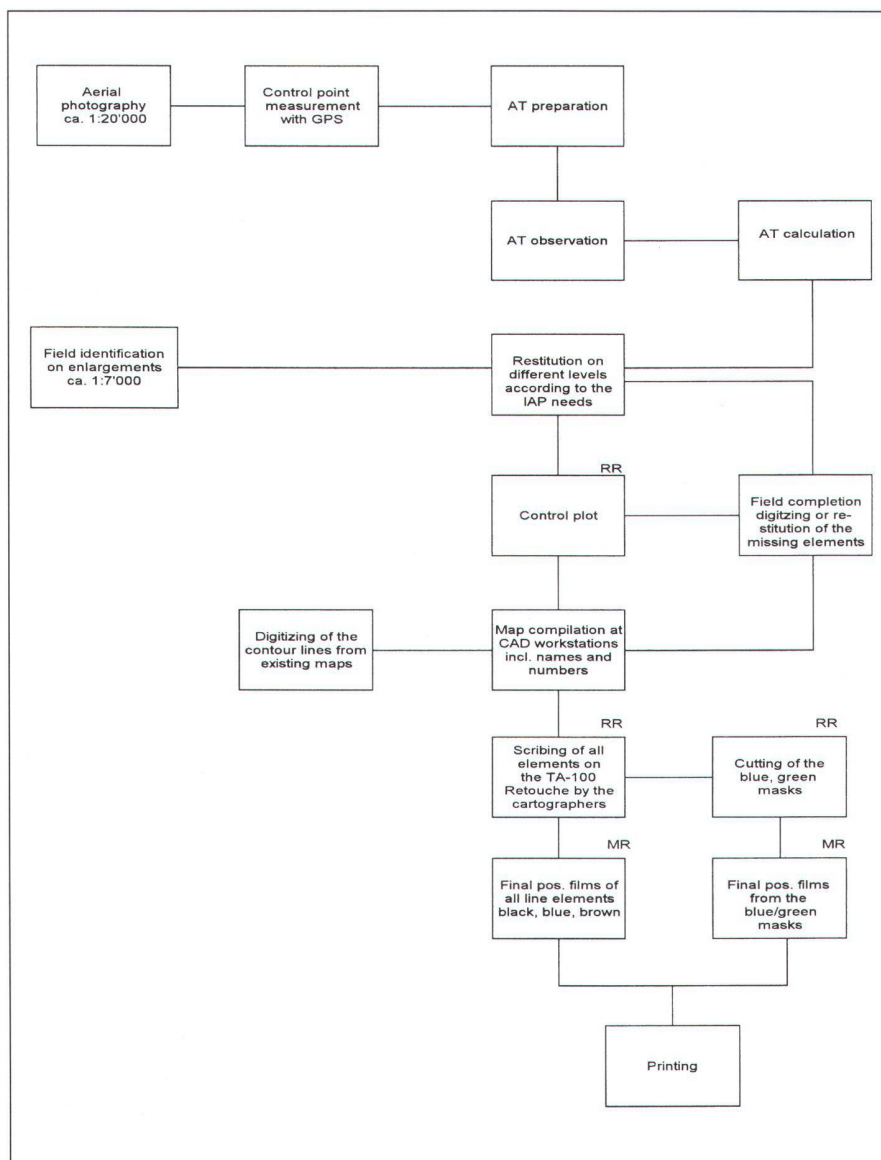 Aerial
photography
ca. 1:20'000
Control point
measurement
with GPS
AT preparation
AT observation
AT calculation
Field identification
on enlargements
ca. 1:7'000
Restitution on
different levels
according to the
IAP needs
RR
Control plot
Field completion
digitzing or re-
stitution of the
missing elements
Digitizing of the
contour lines from
existing maps
Map compilation at
CAD workstations
incl. names and
numbers
RR
Scribing of all
elements on
the TA-100
Retouche by the
cartographers
RR
Cutting of the
blue, green
masks
MR
Final pos. films of
all line elements
black, blue, brown
MR
Final pos. films
from the
blue/green
masks
Printing